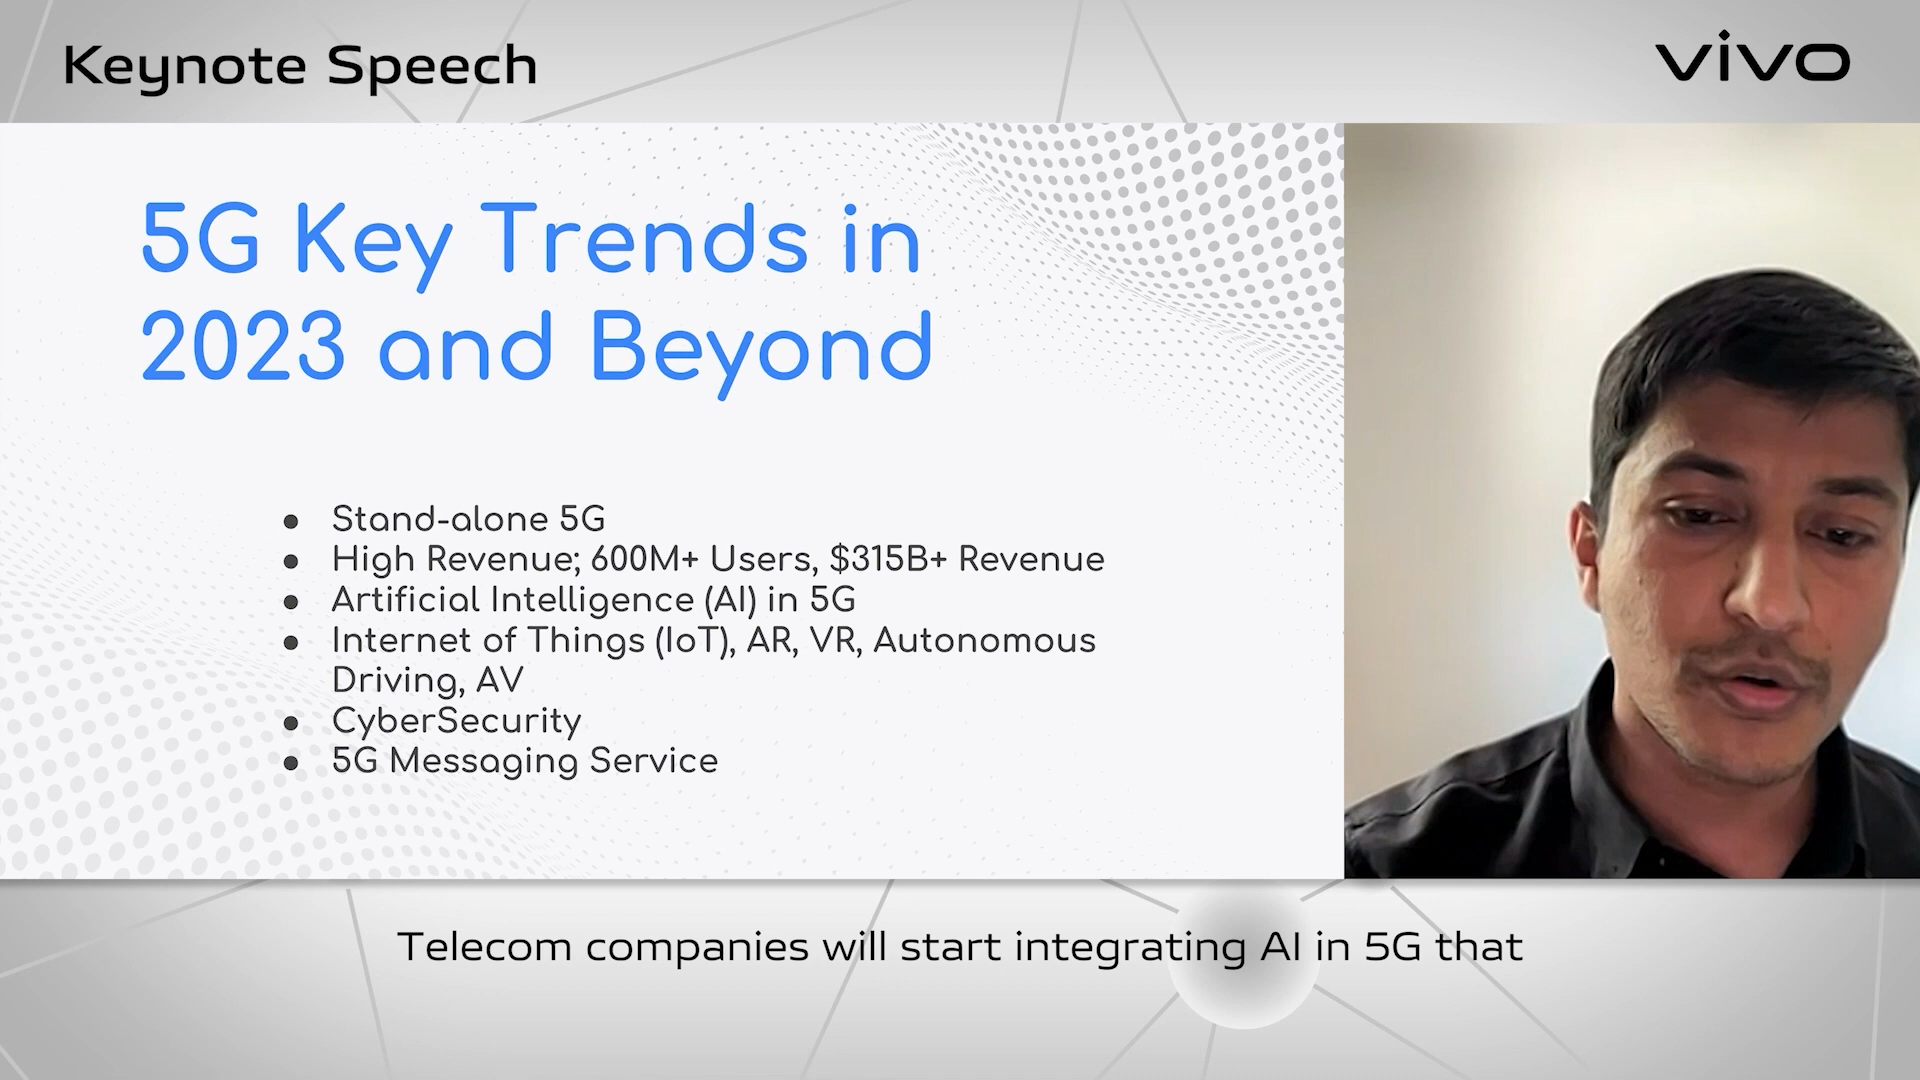 Keynote Speech
vivo
5G Key Trends in
2023 and Beyond
● Stand-alone 5G
● High Revenue; 600M+ Users, $315B+ Revenue
● Artificial Intelligence (AI) in 5G
● Internet of Things (IoT), AR, VR, Autonomous
Driving, AV
● CyberSecurity
● 5G Messaging Service
Telecom companies will start integrating AI in 5G that